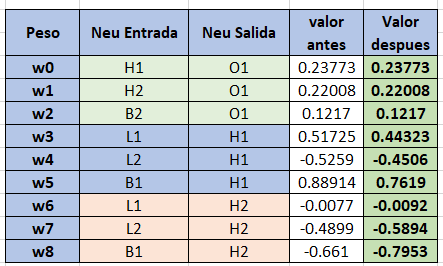 Peso Neu Entrada Neu Salida valor antes Valor despues
w0 H1 O1 0.23773 0.23773
w1 H2 O1 0.22008 0.22008
w2 B2 O1 0.1217 0.1217
w3 L1 H1 0.51725 0.44323
w4 L2 H1 -0.5259 -0.4506
w5 B1 H1 0.88914 0.7619
w6 L1 H2 -0.0077 -0.0092
w7 L2 H2 -0.4899 -0.5894
w8 B1 H2 -0.661 -0.7953